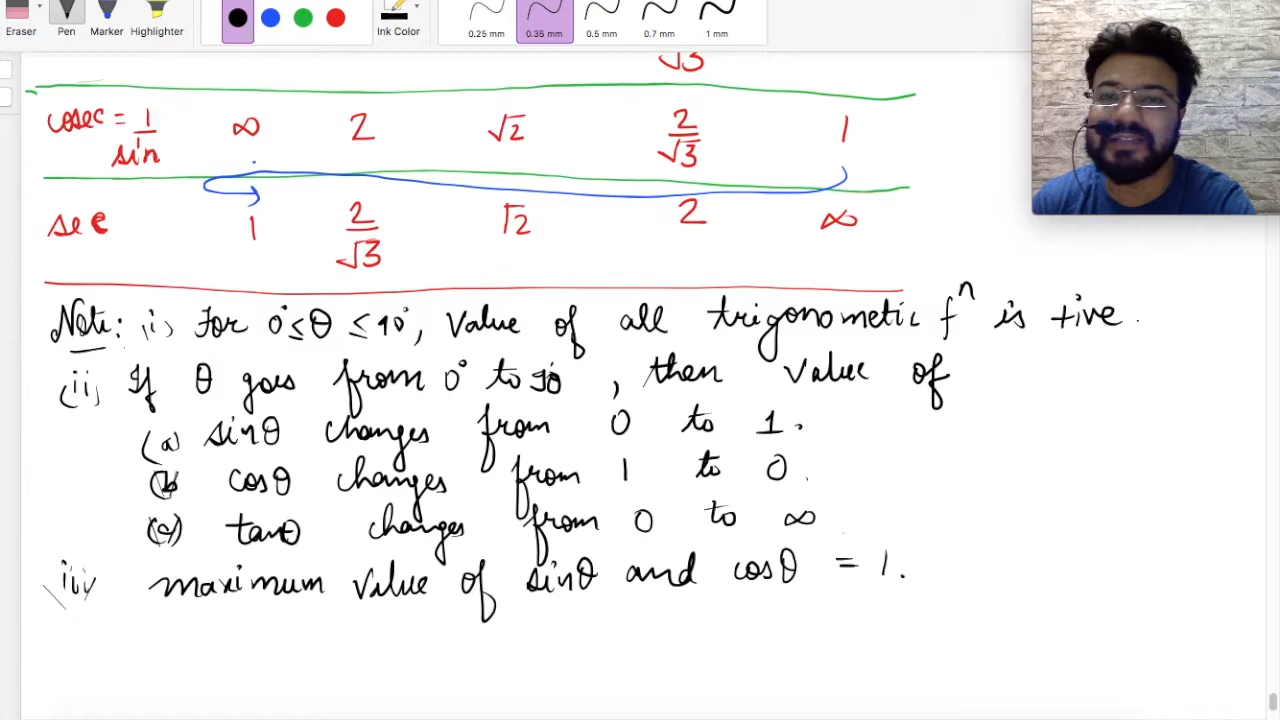 Eraser Pen Marker Highlighter Ink Color 0.25 mm 0.35 mm 0.5 mm 0.7 mm 1 mm
√3
cosec = 1/sin ∞ 2 √2 2/√3 1
sec 1 2/√3 √2 2 ∞
Note: (i) For 0° ≤ θ ≤ 90°, value of all trigonometic fⁿ is +ive.
(ii) If θ goes from 0° to 90°, then value of
(a) sinθ changes from 0 to 1.
(b) cosθ changes from 1 to 0.
(c) tanθ changes from 0 to ∞
iii) maximum value of sinθ and cosθ = 1.